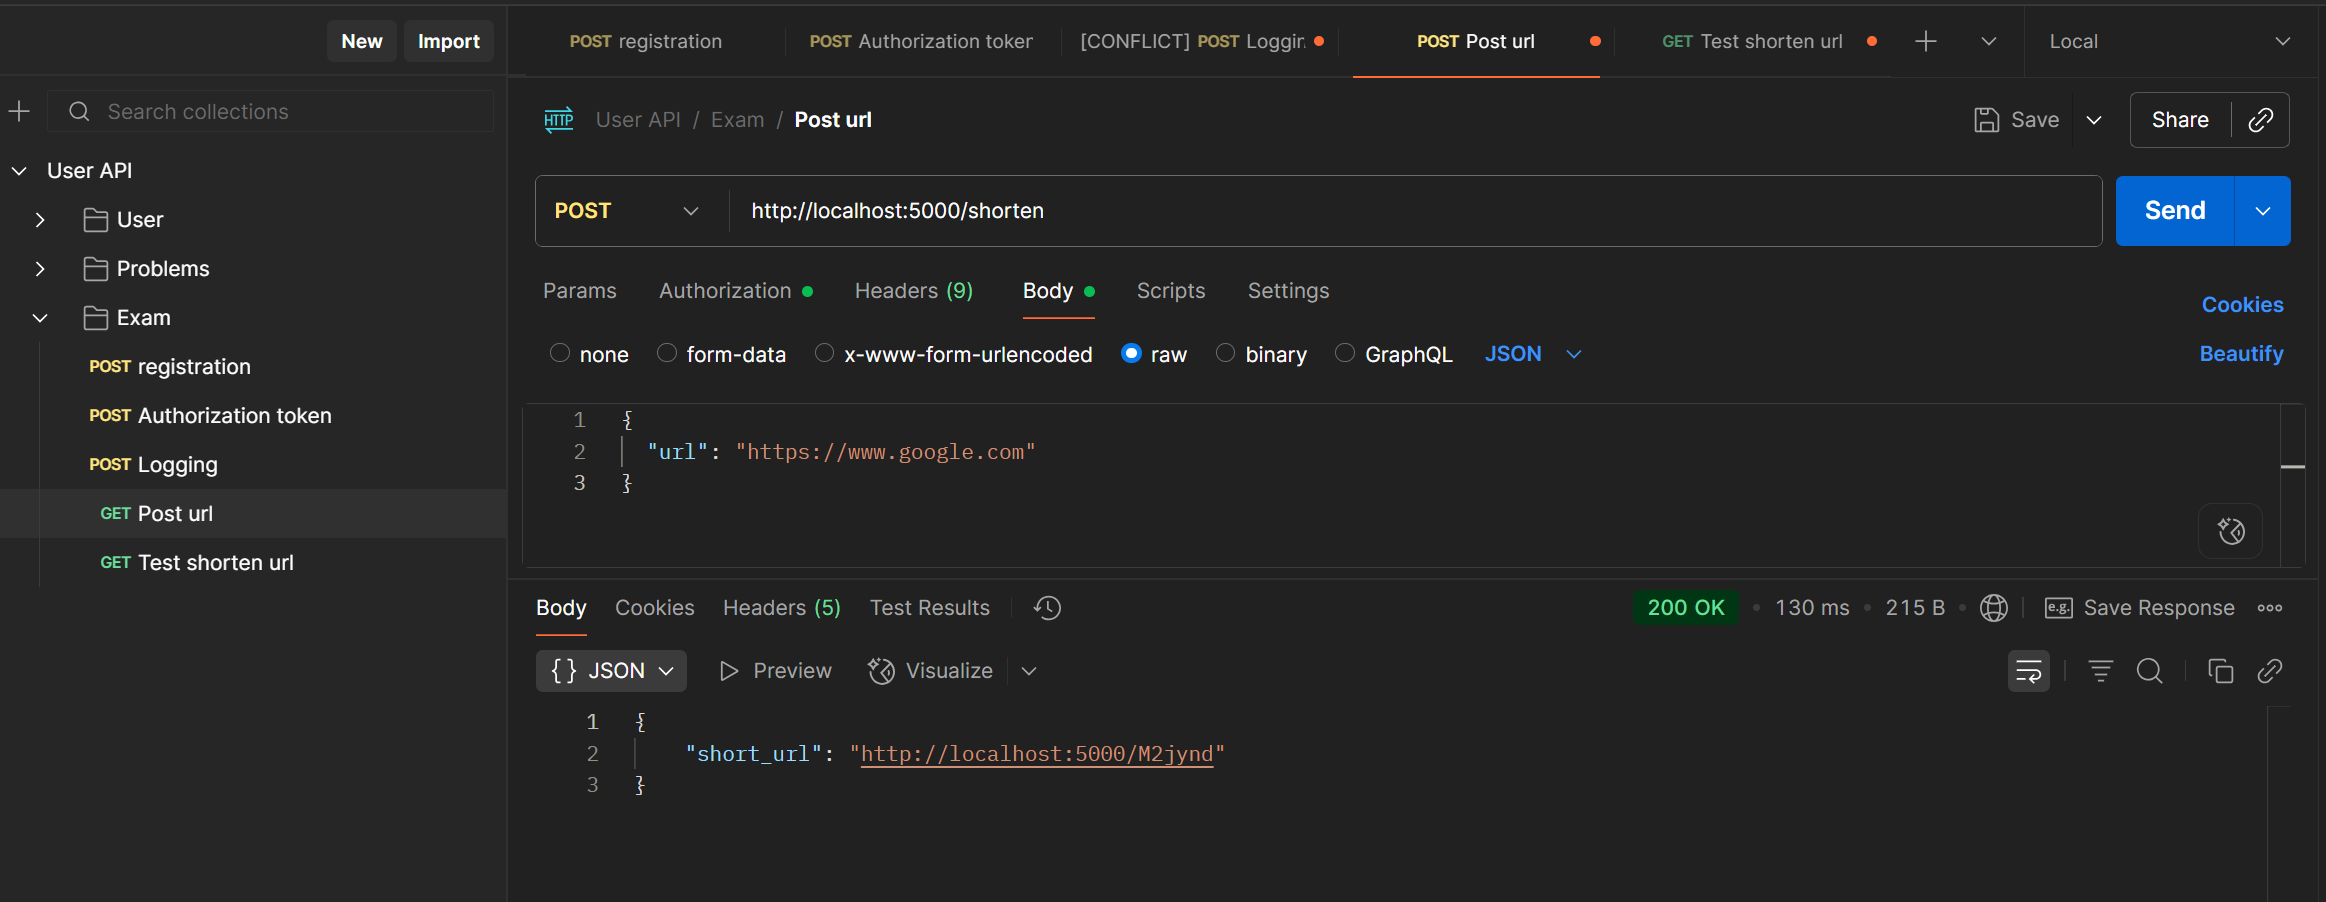 New Import
POST registration POST Authorization token [CONFLICT] POST Loggin POST Post url GET Test shorten url Local
Search collections
HTTP User API / Exam / Post url Save Share
User API
User
Problems
Exam
POST registration
POST Authorization token
POST Logging
GET Post url
GET Test shorten url
POST http://localhost:5000/shorten Send
Params Authorization Headers (9) Body Scripts Settings Cookies
none form-data x-www-form-urlencoded raw binary GraphQL JSON Beautify
1 {
2 "url": "https://www.google.com"
3 }
Body Cookies Headers (5) Test Results 200 OK • 130 ms • 215 B • e.g. Save Response
{} JSON Preview Visualize
1 {
2 "short_url": "http://localhost:5000/M2jynd"
3 }